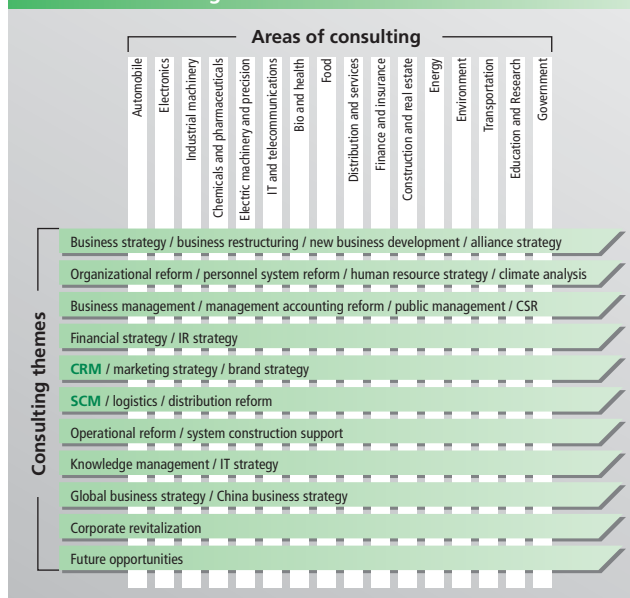 Areas of consulting
Automobile
Electronics
Industrial machinery
Chemicals and pharmaceuticals
Electric machinery and precision
IT and telecommunications
Bio and health
Food
Distribution and services
Finance and insurance
Construction and real estate
Energy
Environment
Transportation
Education and Research
Government
Consulting themes
Business strategy / business restructuring / new business development / alliance strategy
Organizational reform / personnel system reform / human resource strategy / climate analysis
Business management / management accounting reform / public management / CSR
Financial strategy / IR strategy
CRM / marketing strategy / brand strategy
SCM / logistics / distribution reform
Operational reform / system construction support
Knowledge management / IT strategy
Global business strategy / China business strategy
Corporate revitalization
Future opportunities